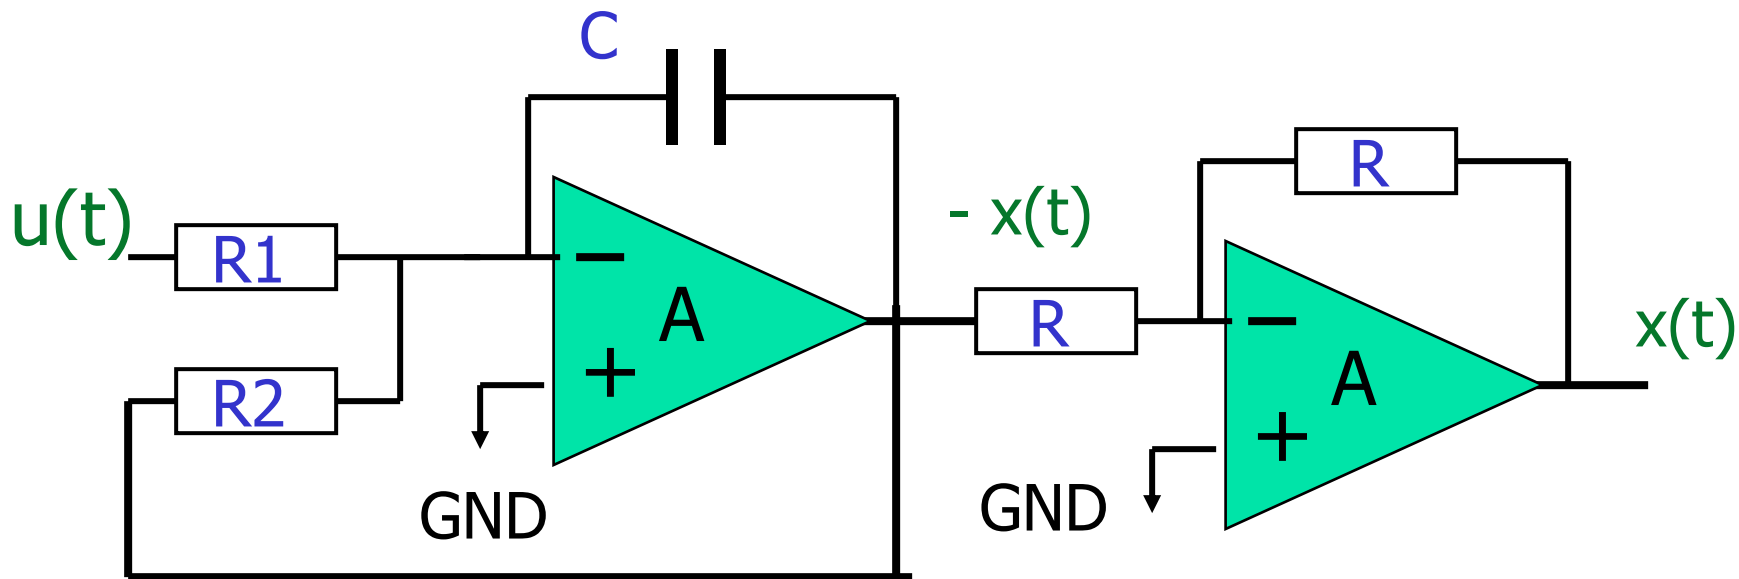 C
R
u(t)
- x(t)
R1
−
A
R
−
x(t)
+
A
R2
+
GND
GND